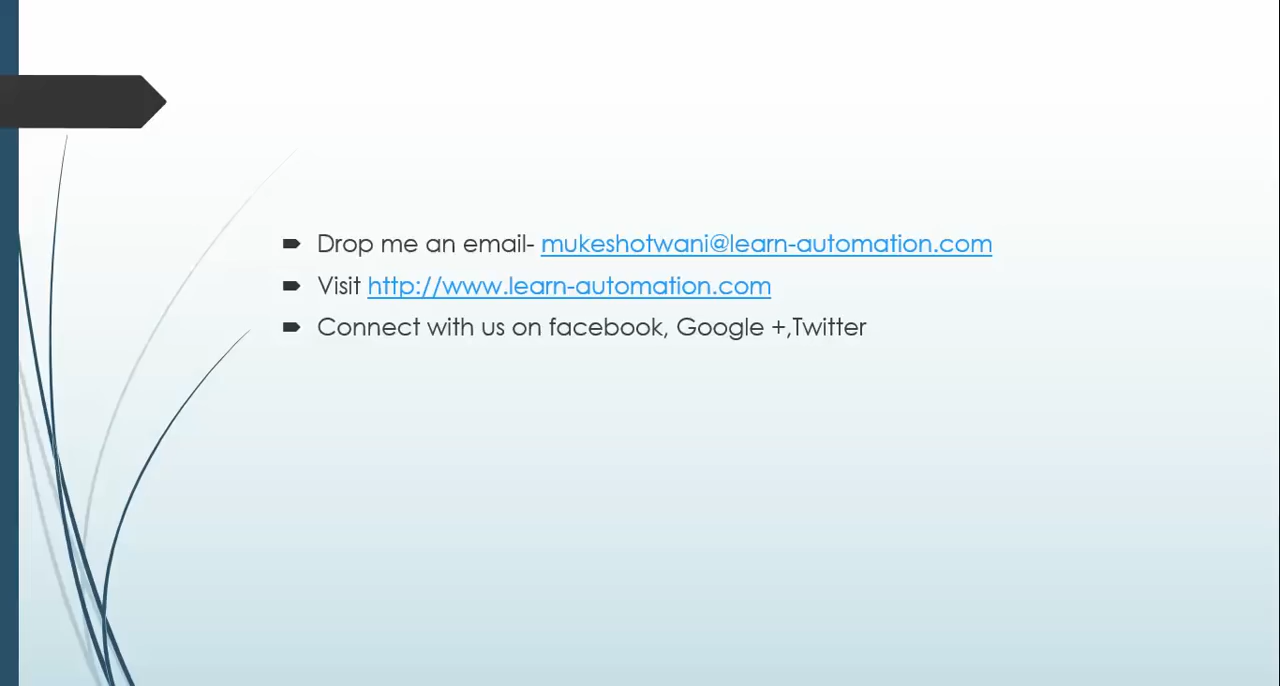 Drop me an email- mukeshotwani@learn-automation.com
Visit http://www.learn-automation.com
Connect with us on facebook, Google +,Twitter